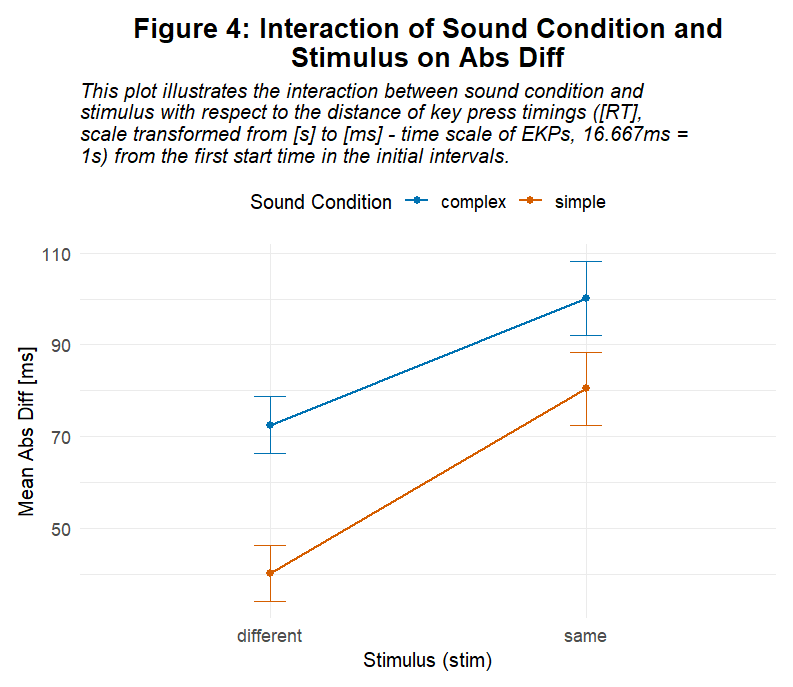 Figure 4: Interaction of Sound Condition and
Stimulus on Abs Diff
This plot illustrates the interaction between sound condition and
stimulus with respect to the distance of key press timings ([RT],
scale transformed from [s] to [ms] - time scale of EKPs, 16.667ms =
1s) from the first start time in the initial intervals.
Sound Condition complex simple
110
90
70
50
Mean Abs Diff [ms]
different same
Stimulus (stim)